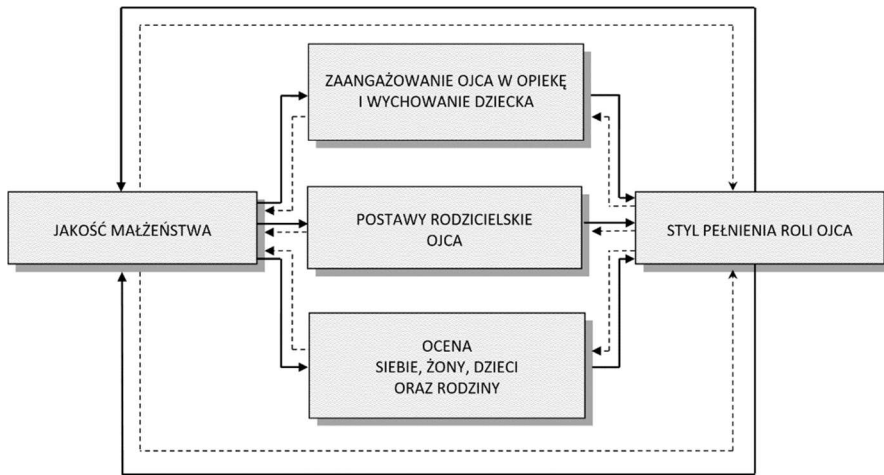 ZAANGAŻOWANIE OJCA W OPIEKĘ
I WYCHOWANIE DZIECKA
JAKOŚĆ MAŁŻEŃSTWA
POSTAWY RODZICIELSKIE
OJCA
STYL PEŁNIENIA ROLI OJCA
OCENA
SIEBIE, ŻONY, DZIECI
ORAZ RODZINY